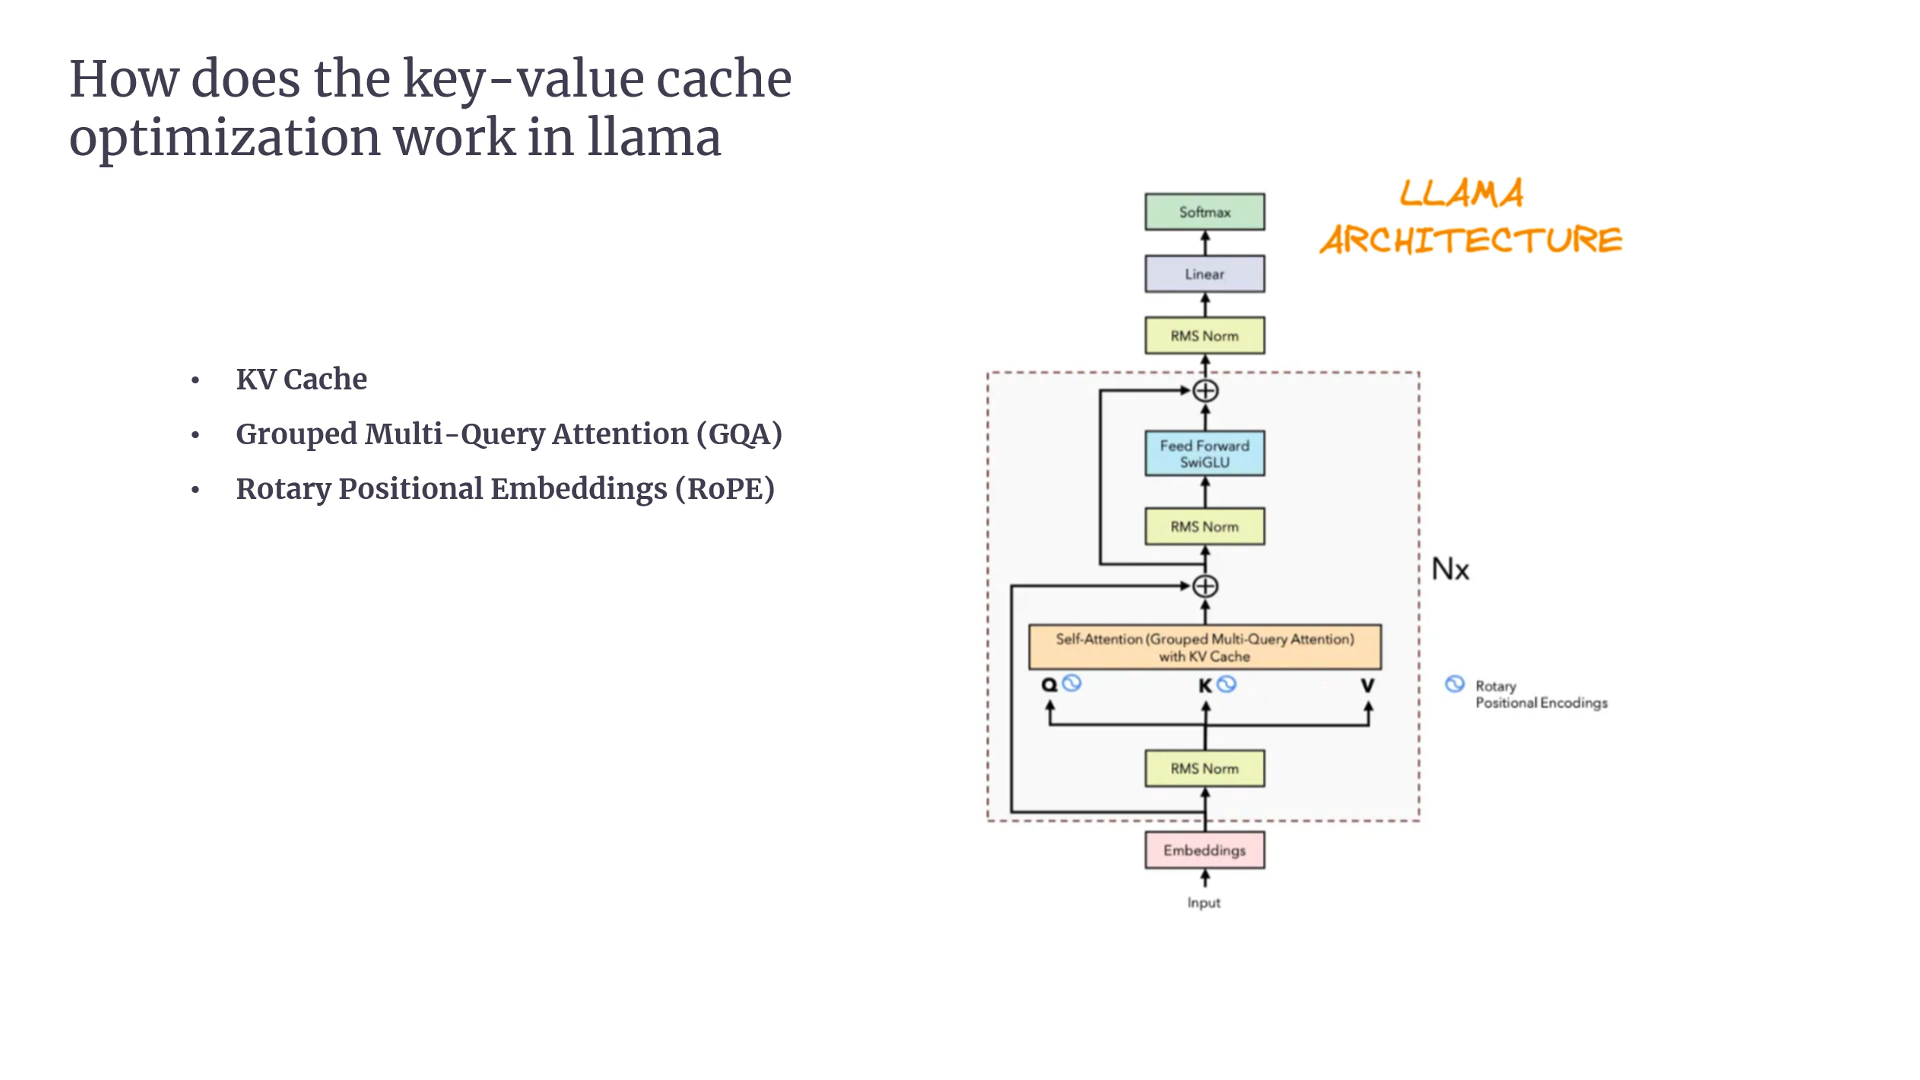 How does the key-value cache
optimization work in llama
• KV Cache
• Grouped Multi-Query Attention (GQA)
• Rotary Positional Embeddings (RoPE)
LLAMA
ARCHITECTURE
Softmax
Linear
RMS Norm
Feed Forward
SwiGLU
RMS Norm
Nx
Self-Attention (Grouped Multi-Query Attention)
with KV Cache
Q K V
Rotary
Positional Encodings
RMS Norm
Embeddings
Input